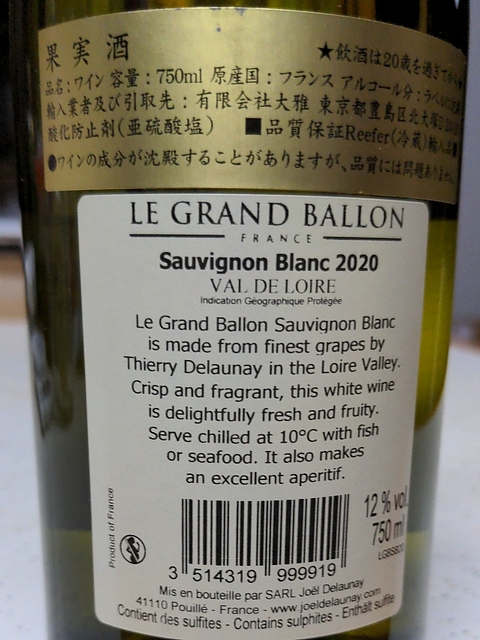 果実酒
★飲酒は20歳を過ぎてから
品名:ワイン 容量:750ml 原産国:フランス アルコール分:ラベルに
輸入業者及び引取先:有限会社大雅 東京都豊島区北大塚
酸化防止剤(亜硫酸塩) ■品質保証Reefer(冷蔵)輸入品
●ワインの成分が沈殿することがありますが、品質には問題ありません
LE GRAND BALLON
FRANCE
Sauvignon Blanc 2020
VAL DE LOIRE
Indication Géographique Protégée
Le Grand Ballon Sauvignon Blanc
is made from finest grapes by
Thierry Delaunay in the Loire Valley.
Crisp and fragrant, this white wine
is delightfully fresh and fruity.
Serve chilled at 10°C with fish
or seafood. It also makes
an excellent aperitif.
Product of France
12 % vol.
750 ml
3 514319 999919
Mis en bouteille par SARL Joël Delaunay
41110 Pouillé - France - www.joeldelaunay.com
Contient des sulfites - Contains sulphites - Enthält sulfite